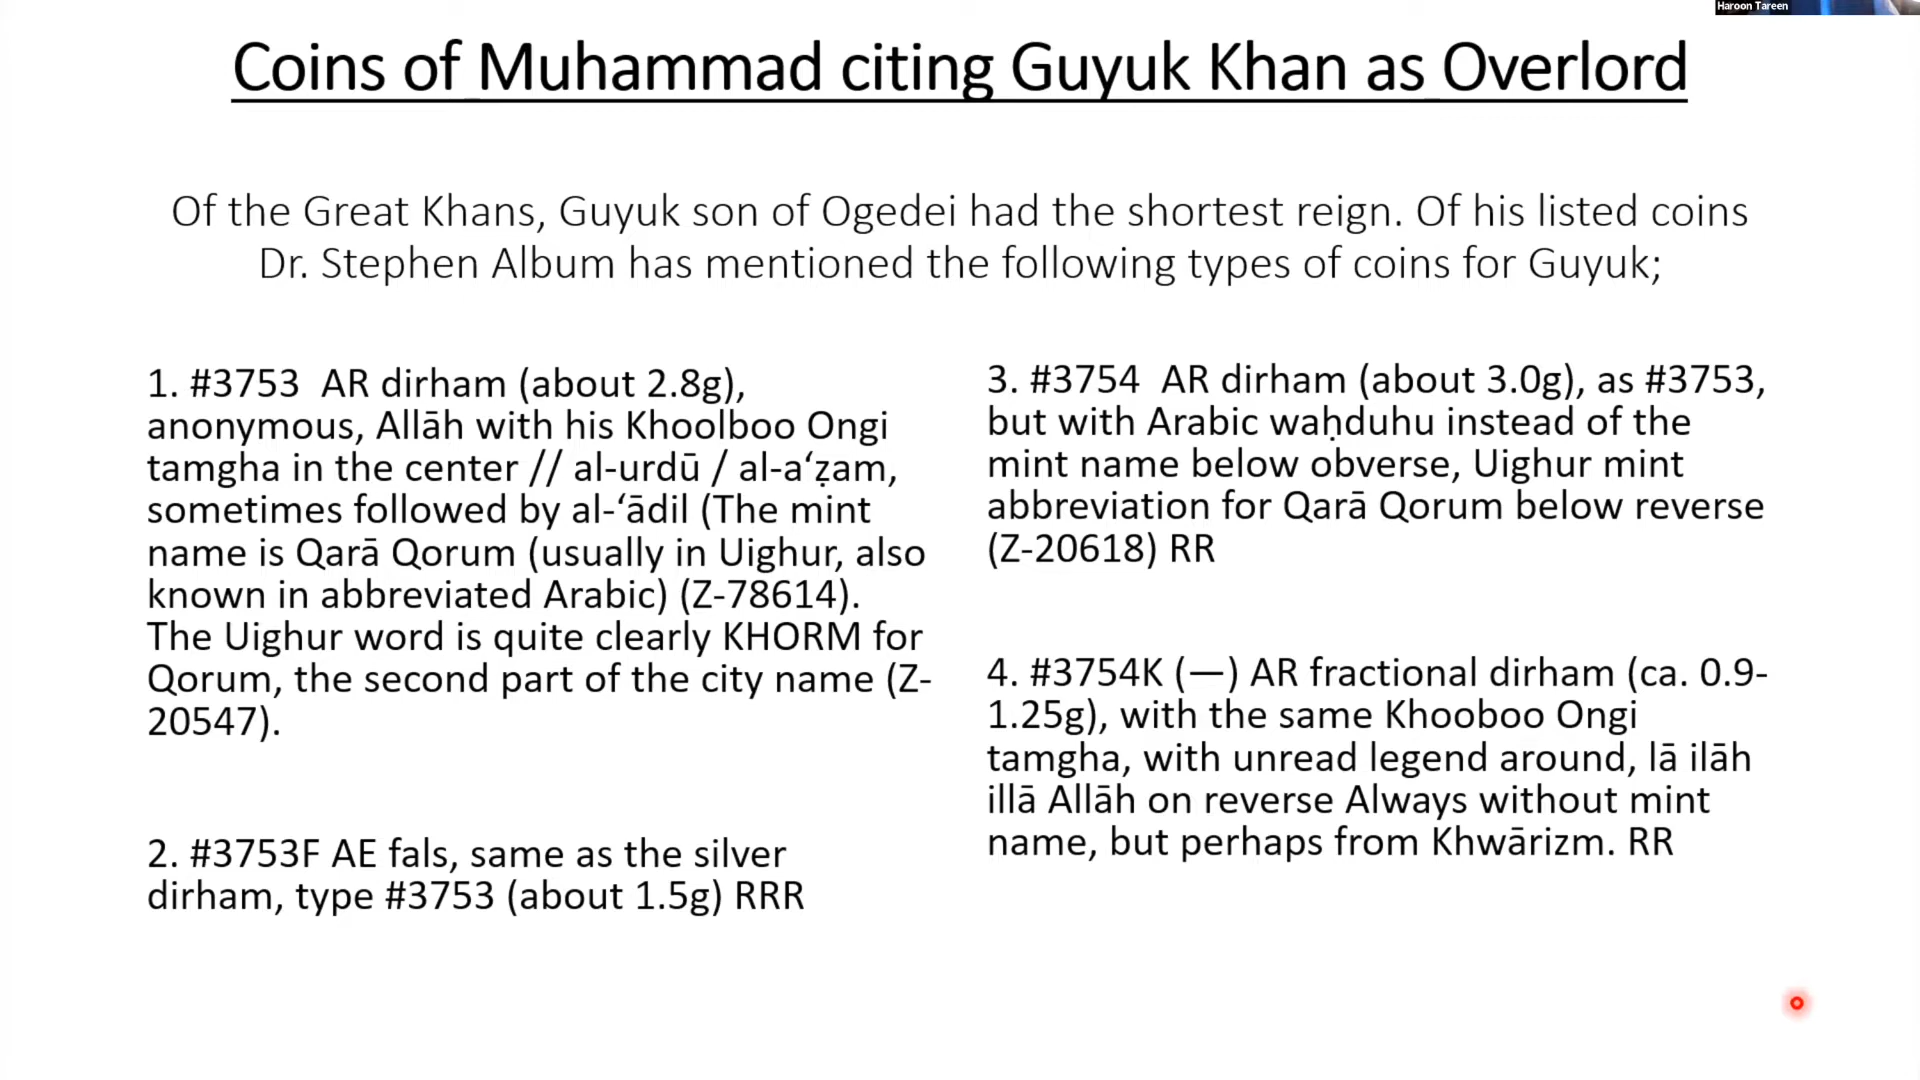 Haroon Tareen
Coins of Muhammad citing Guyuk Khan as Overlord
Of the Great Khans, Guyuk son of Ogedei had the shortest reign. Of his listed coins
Dr. Stephen Album has mentioned the following types of coins for Guyuk;
1. #3753  AR dirham (about 2.8g),
anonymous, Allāh with his Khoolboo Ongi
tamgha in the center // al-urdū / al-a‘ẓam,
sometimes followed by al-‘ādil (The mint
name is Qarā Qorum (usually in Uighur, also
known in abbreviated Arabic) (Z-78614).
The Uighur word is quite clearly KHORM for
Qorum, the second part of the city name (Z-
20547).
2. #3753F AE fals, same as the silver
dirham, type #3753 (about 1.5g) RRR
3. #3754  AR dirham (about 3.0g), as #3753,
but with Arabic waḥduhu instead of the
mint name below obverse, Uighur mint
abbreviation for Qarā Qorum below reverse
(Z-20618) RR
4. #3754K (—) AR fractional dirham (ca. 0.9-
1.25g), with the same Khooboo Ongi
tamgha, with unread legend around, lā ilāh
illā Allāh on reverse Always without mint
name, but perhaps from Khwārizm. RR